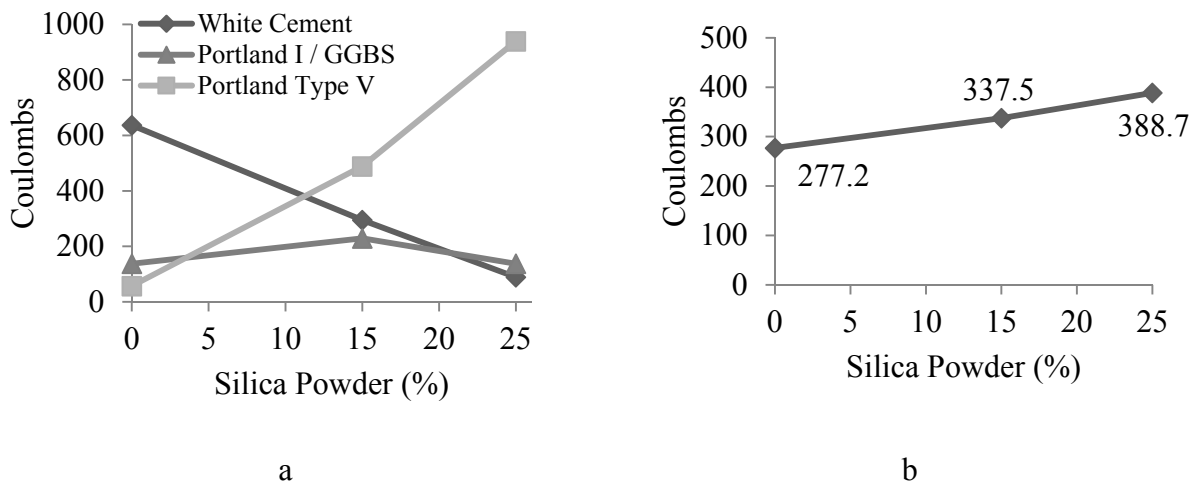 White Cement
Portland I / GGBS
Portland Type V
1000
800
600
400
200
0
Coulombs
0 5 10 15 20 25
Silica Powder (%)
a
500
400
300
200
100
0
Coulombs
277.2
337.5
388.7
0 5 10 15 20 25
Silica Powder (%)
b